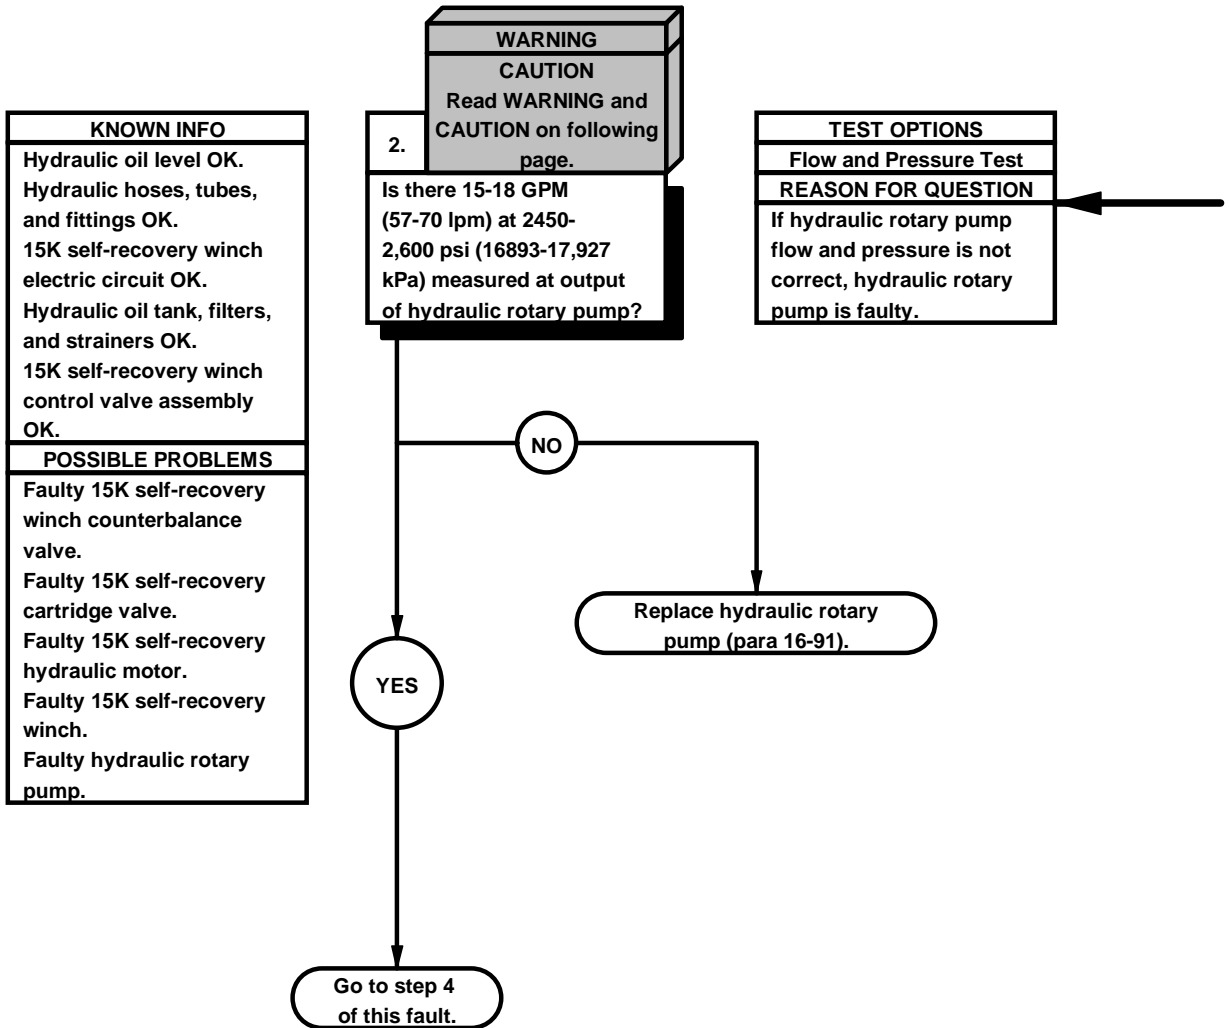 WARNING
CAUTION
Read WARNING and
CAUTION on following
page.
KNOWN INFO
Hydraulic oil level OK.
Hydraulic hoses, tubes,
and fittings OK.
15K self-recovery winch
electric circuit OK.
Hydraulic oil tank, filters,
and strainers OK.
15K self-recovery winch
control valve assembly
OK.
POSSIBLE PROBLEMS
Faulty 15K self-recovery
winch counterbalance
valve.
Faulty 15K self-recovery
cartridge valve.
Faulty 15K self-recovery
hydraulic motor.
Faulty 15K self-recovery
winch.
Faulty hydraulic rotary
pump.
2.
Is there 15-18 GPM
(57-70 lpm) at 2450-
2,600 psi (16893-17,927
kPa) measured at output
of hydraulic rotary pump?
TEST OPTIONS
Flow and Pressure Test
REASON FOR QUESTION
If hydraulic rotary pump
flow and pressure is not
correct, hydraulic rotary
pump is faulty.
NO
Replace hydraulic rotary
pump (para 16-91).
YES
Go to step 4
of this fault.